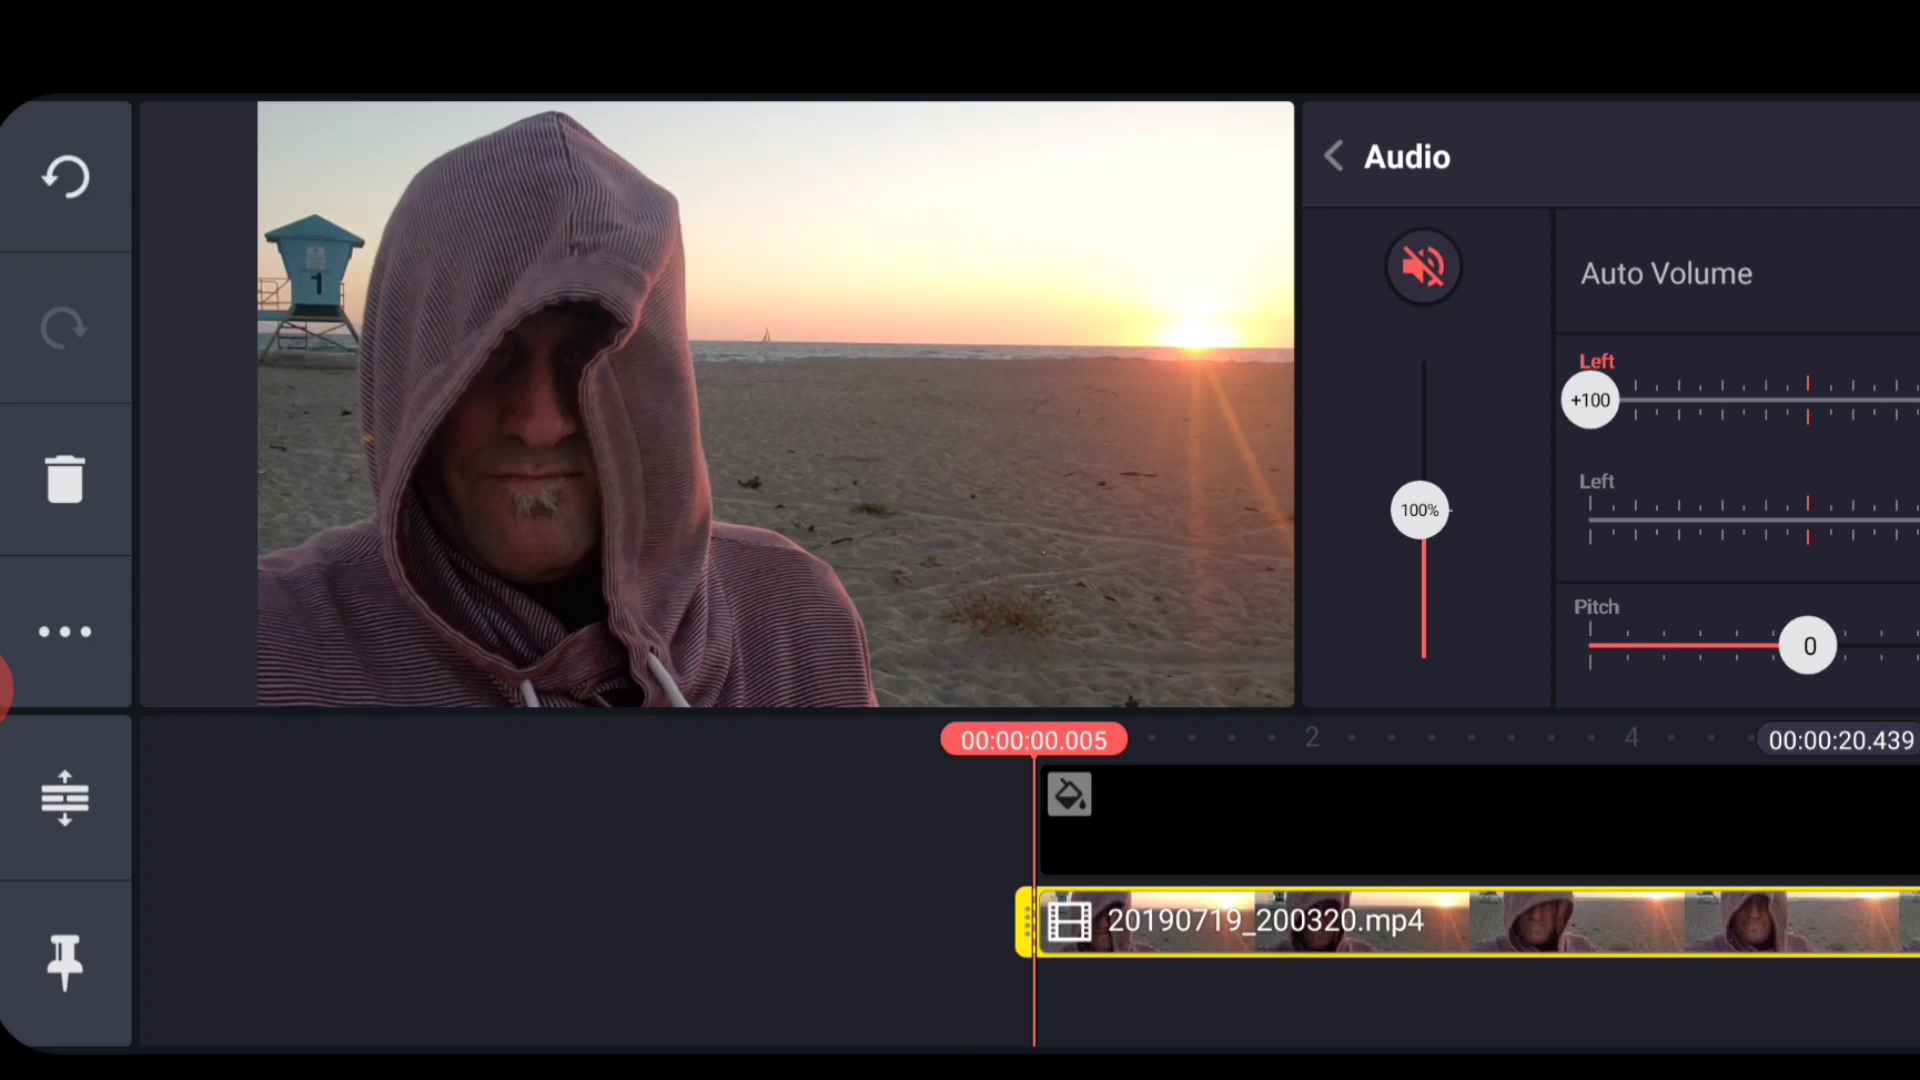 Audio
1
Auto Volume
Left
+100
Left
100%
Pitch
0
00:00:00.005
2
4
00:00:20.439
20190719_200320.mp4